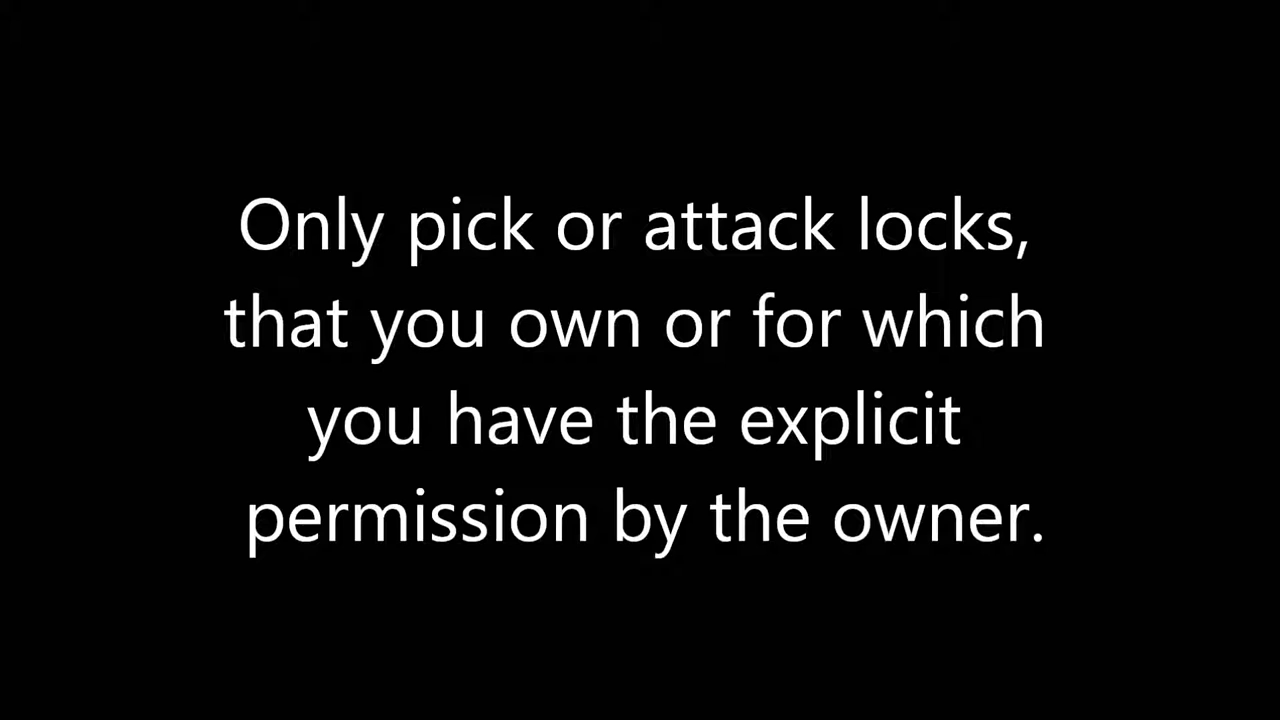 Only pick or attack locks,
that you own or for which
you have the explicit
permission by the owner.